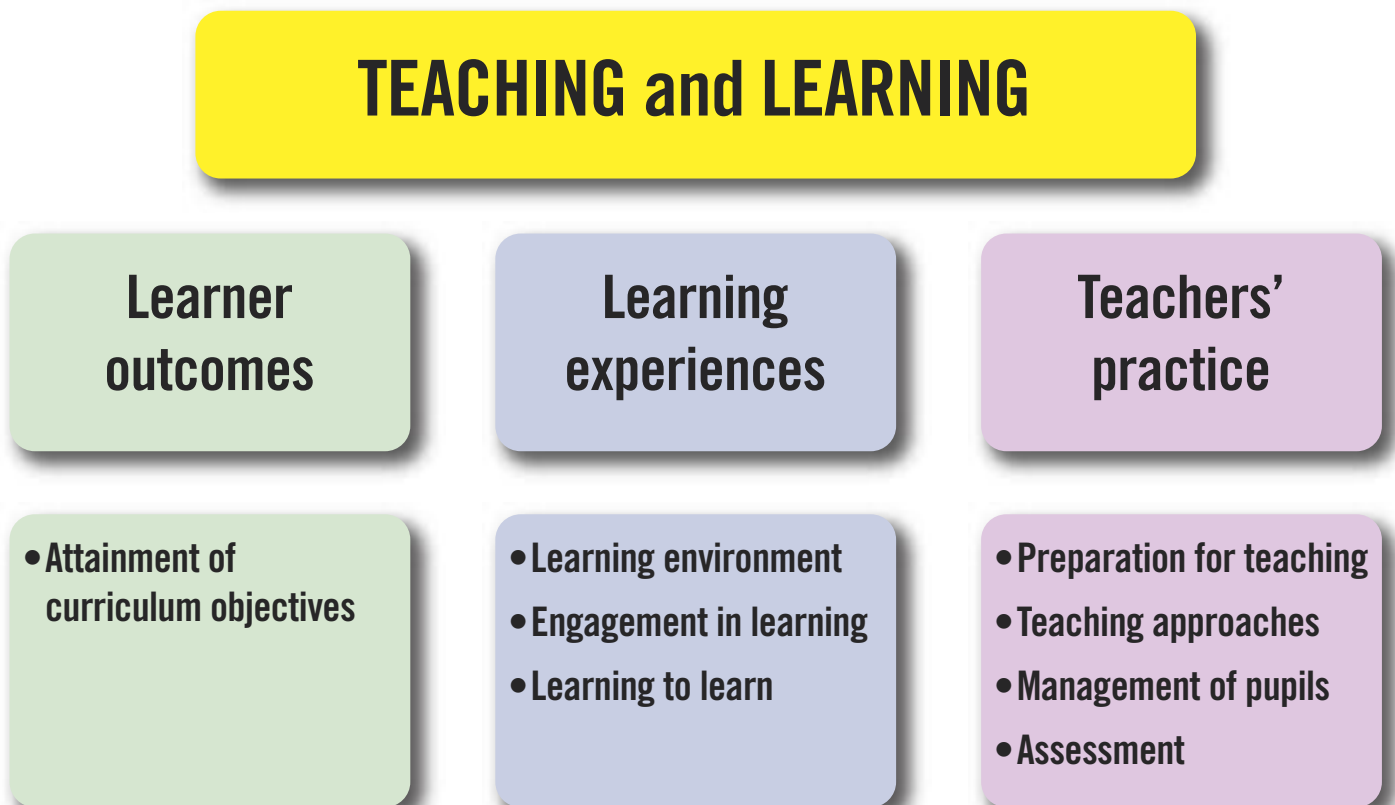 TEACHING and LEARNING
Learner
outcomes
Learning
experiences
Teachers’
practice
• Attainment of
curriculum objectives
• Learning environment
• Engagement in learning
• Learning to learn
• Preparation for teaching
• Teaching approaches
• Management of pupils
• Assessment